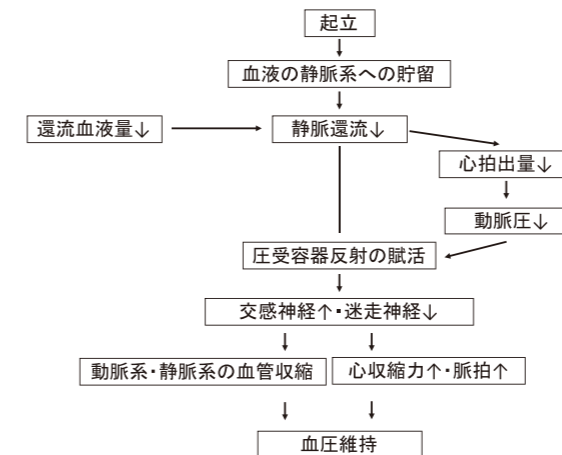 起立
血液の静脈系への貯留
還流血液量↓
静脈還流↓
心拍出量↓
動脈圧↓
圧受容器反射の賦活
交感神経↑・迷走神経↓
動脈系・静脈系の血管収縮
心収縮力↑・脈拍↑
血圧維持